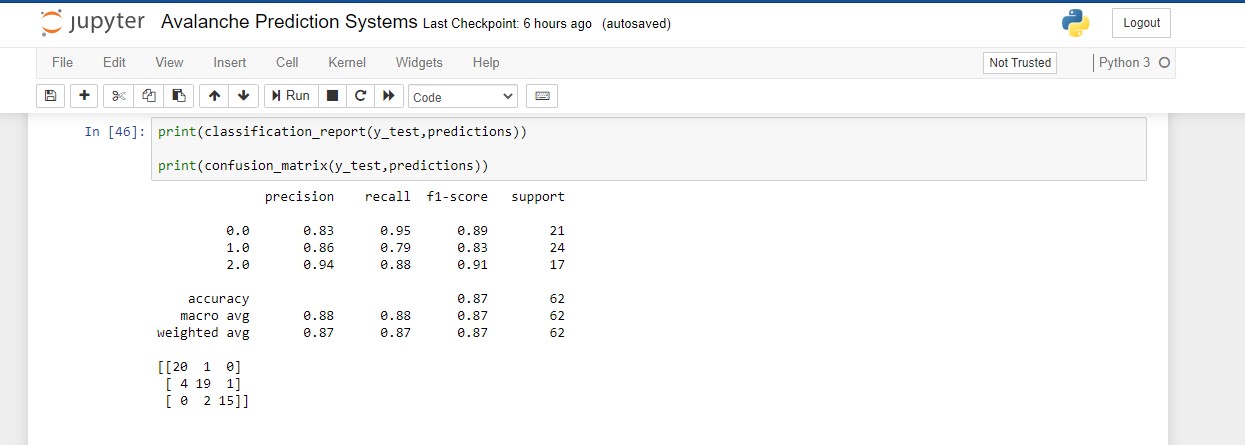 jupyter Avalanche Prediction Systems Last Checkpoint: 6 hours ago (autosaved) Logout
File Edit View Insert Cell Kernel Widgets Help Not Trusted Python 3
Run Code
In [46]: print(classification_report(y_test,predictions))
print(confusion_matrix(y_test,predictions))
precision recall f1-score support
0.0 0.83 0.95 0.89 21
1.0 0.86 0.79 0.83 24
2.0 0.94 0.88 0.91 17
accuracy 0.87 62
macro avg 0.88 0.88 0.87 62
weighted avg 0.87 0.87 0.87 62
[[20 1 0]
[ 4 19 1]
[ 0 2 15]]